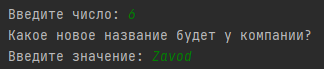 Введите число: 6
Какое новое название будет у компании?
Введите значение: Zavod